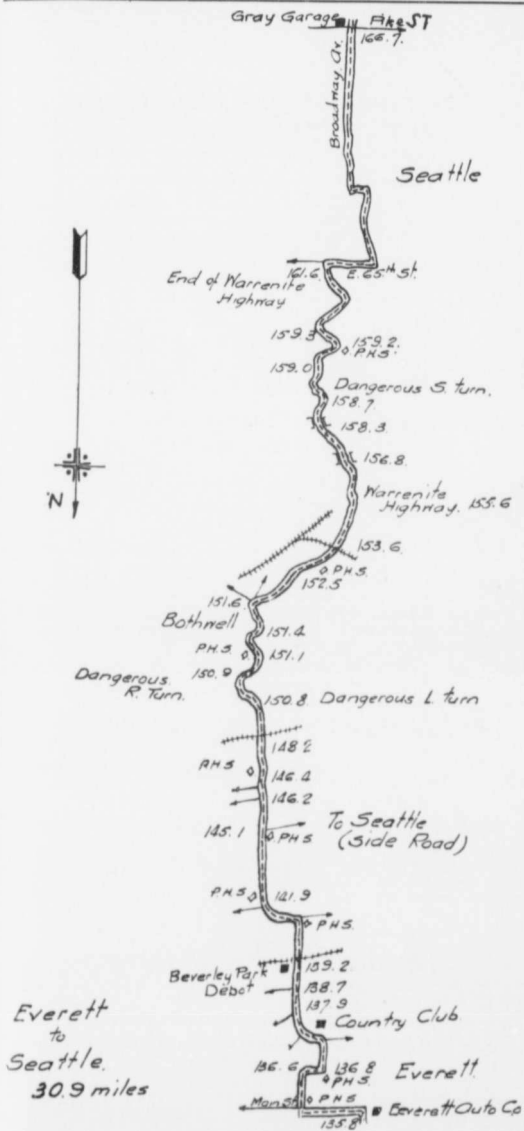 Gray Garage Pike ST
166.7.
Broadway Av.
Seattle
161.6. E. 65th St.
End of Warrenite
Highway
159.3 159.2.
P.H.S.
159.0
Dangerous S. turn.
158.7
158.3.
156.8.
Warrenite
Highway. 155.6
153.6
P.H.S.
152.5
151.6
Bothwell
151.4
P.H.S.
151.1
150.9
Dangerous
R. Turn.
150.8 Dangerous L. turn
148.2
P.H.S
146.4
146.2
145.1 P.H.S
To Seattle
(Side Road)
P.H.S
141.9
P.H.S.
139.2
Beverley Park
Debot
138.7
137.9
Country Club
136.6 136.8 Everett
P.H.S.
Main St P.H.S
135.8 Everett Auto Co
N
Everett
to
Seattle.
30.9 miles